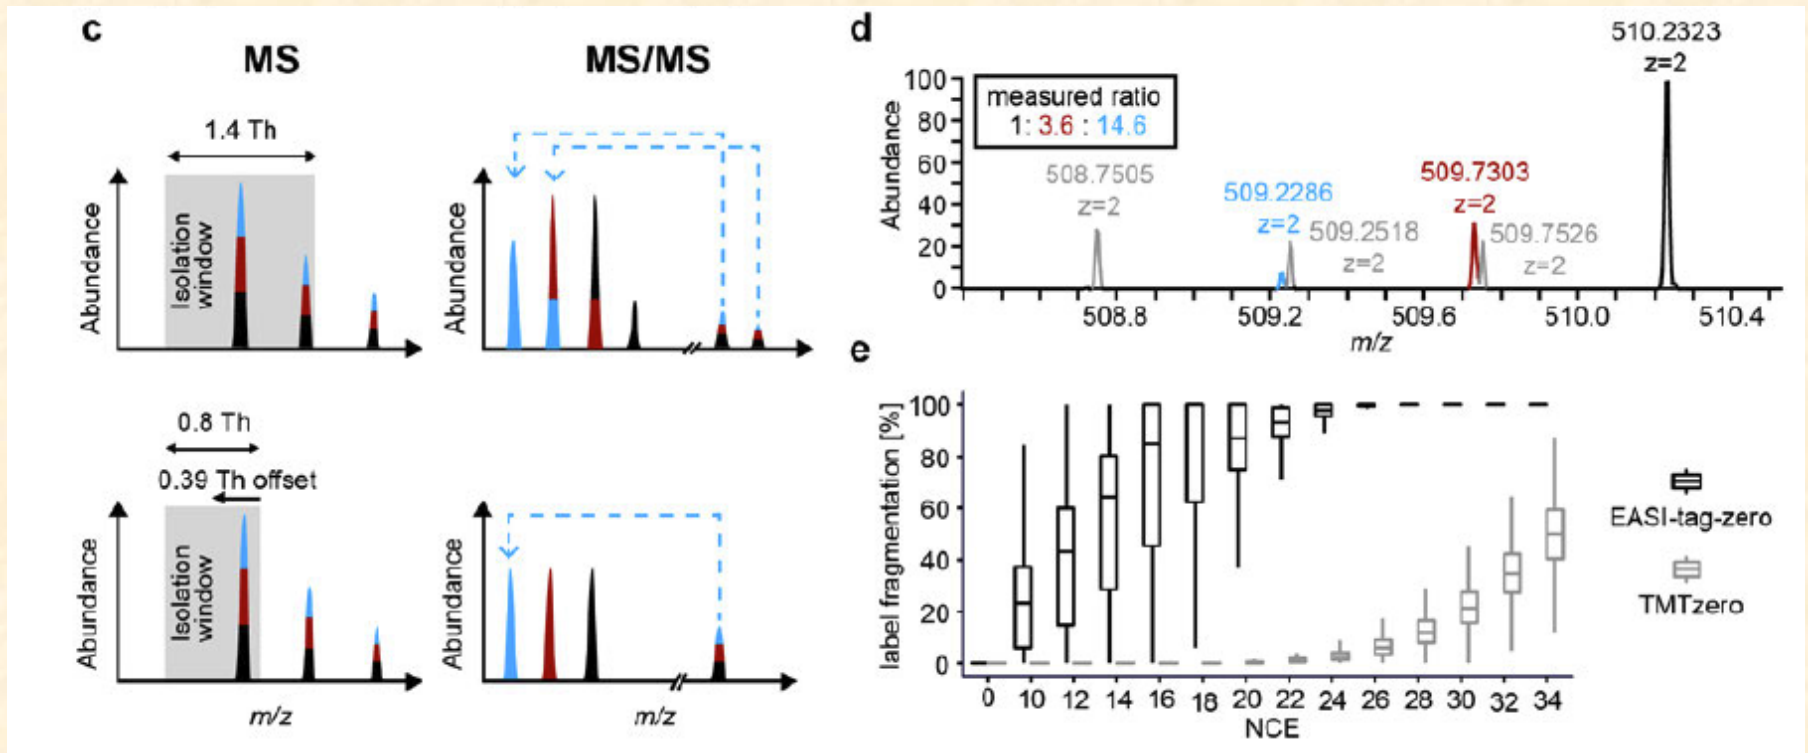 c
MS
MS/MS
1.4 Th
Isolation
window
Abundance
Abundance
0.8 Th
0.39 Th offset
Isolation
window
Abundance
Abundance
m/z
m/z
d
510.2323
z=2
measured ratio
1: 3.6 : 14.6
508.7505
z=2
509.2286
z=2
509.2518
z=2
509.7303
z=2
509.7526
z=2
Abundance
100
80
60
40
20
0
508.8 509.2 509.6 510.0 510.4
m/z
e
label fragmentation [%]
100
80
60
40
20
0
0 10 12 14 16 18 20 22 24 26 28 30 32 34
NCE
EASI-tag-zero
TMTzero